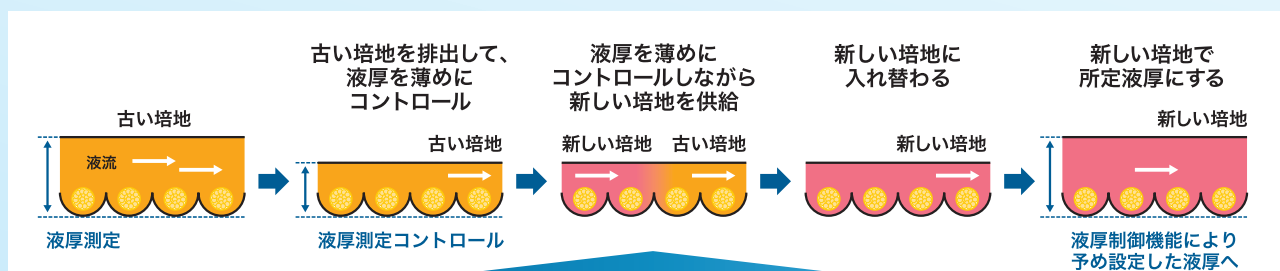 古い培地
液流
液厚測定
古い培地を排出して、
液厚を薄めに
コントロール
古い培地
液厚測定コントロール
液厚を薄めに
コントロールしながら
新しい培地を供給
新しい培地
古い培地
新しい培地に
入れ替わる
新しい培地
新しい培地で
所定液厚にする
新しい培地
液厚制御機能により
予め設定した液厚へ